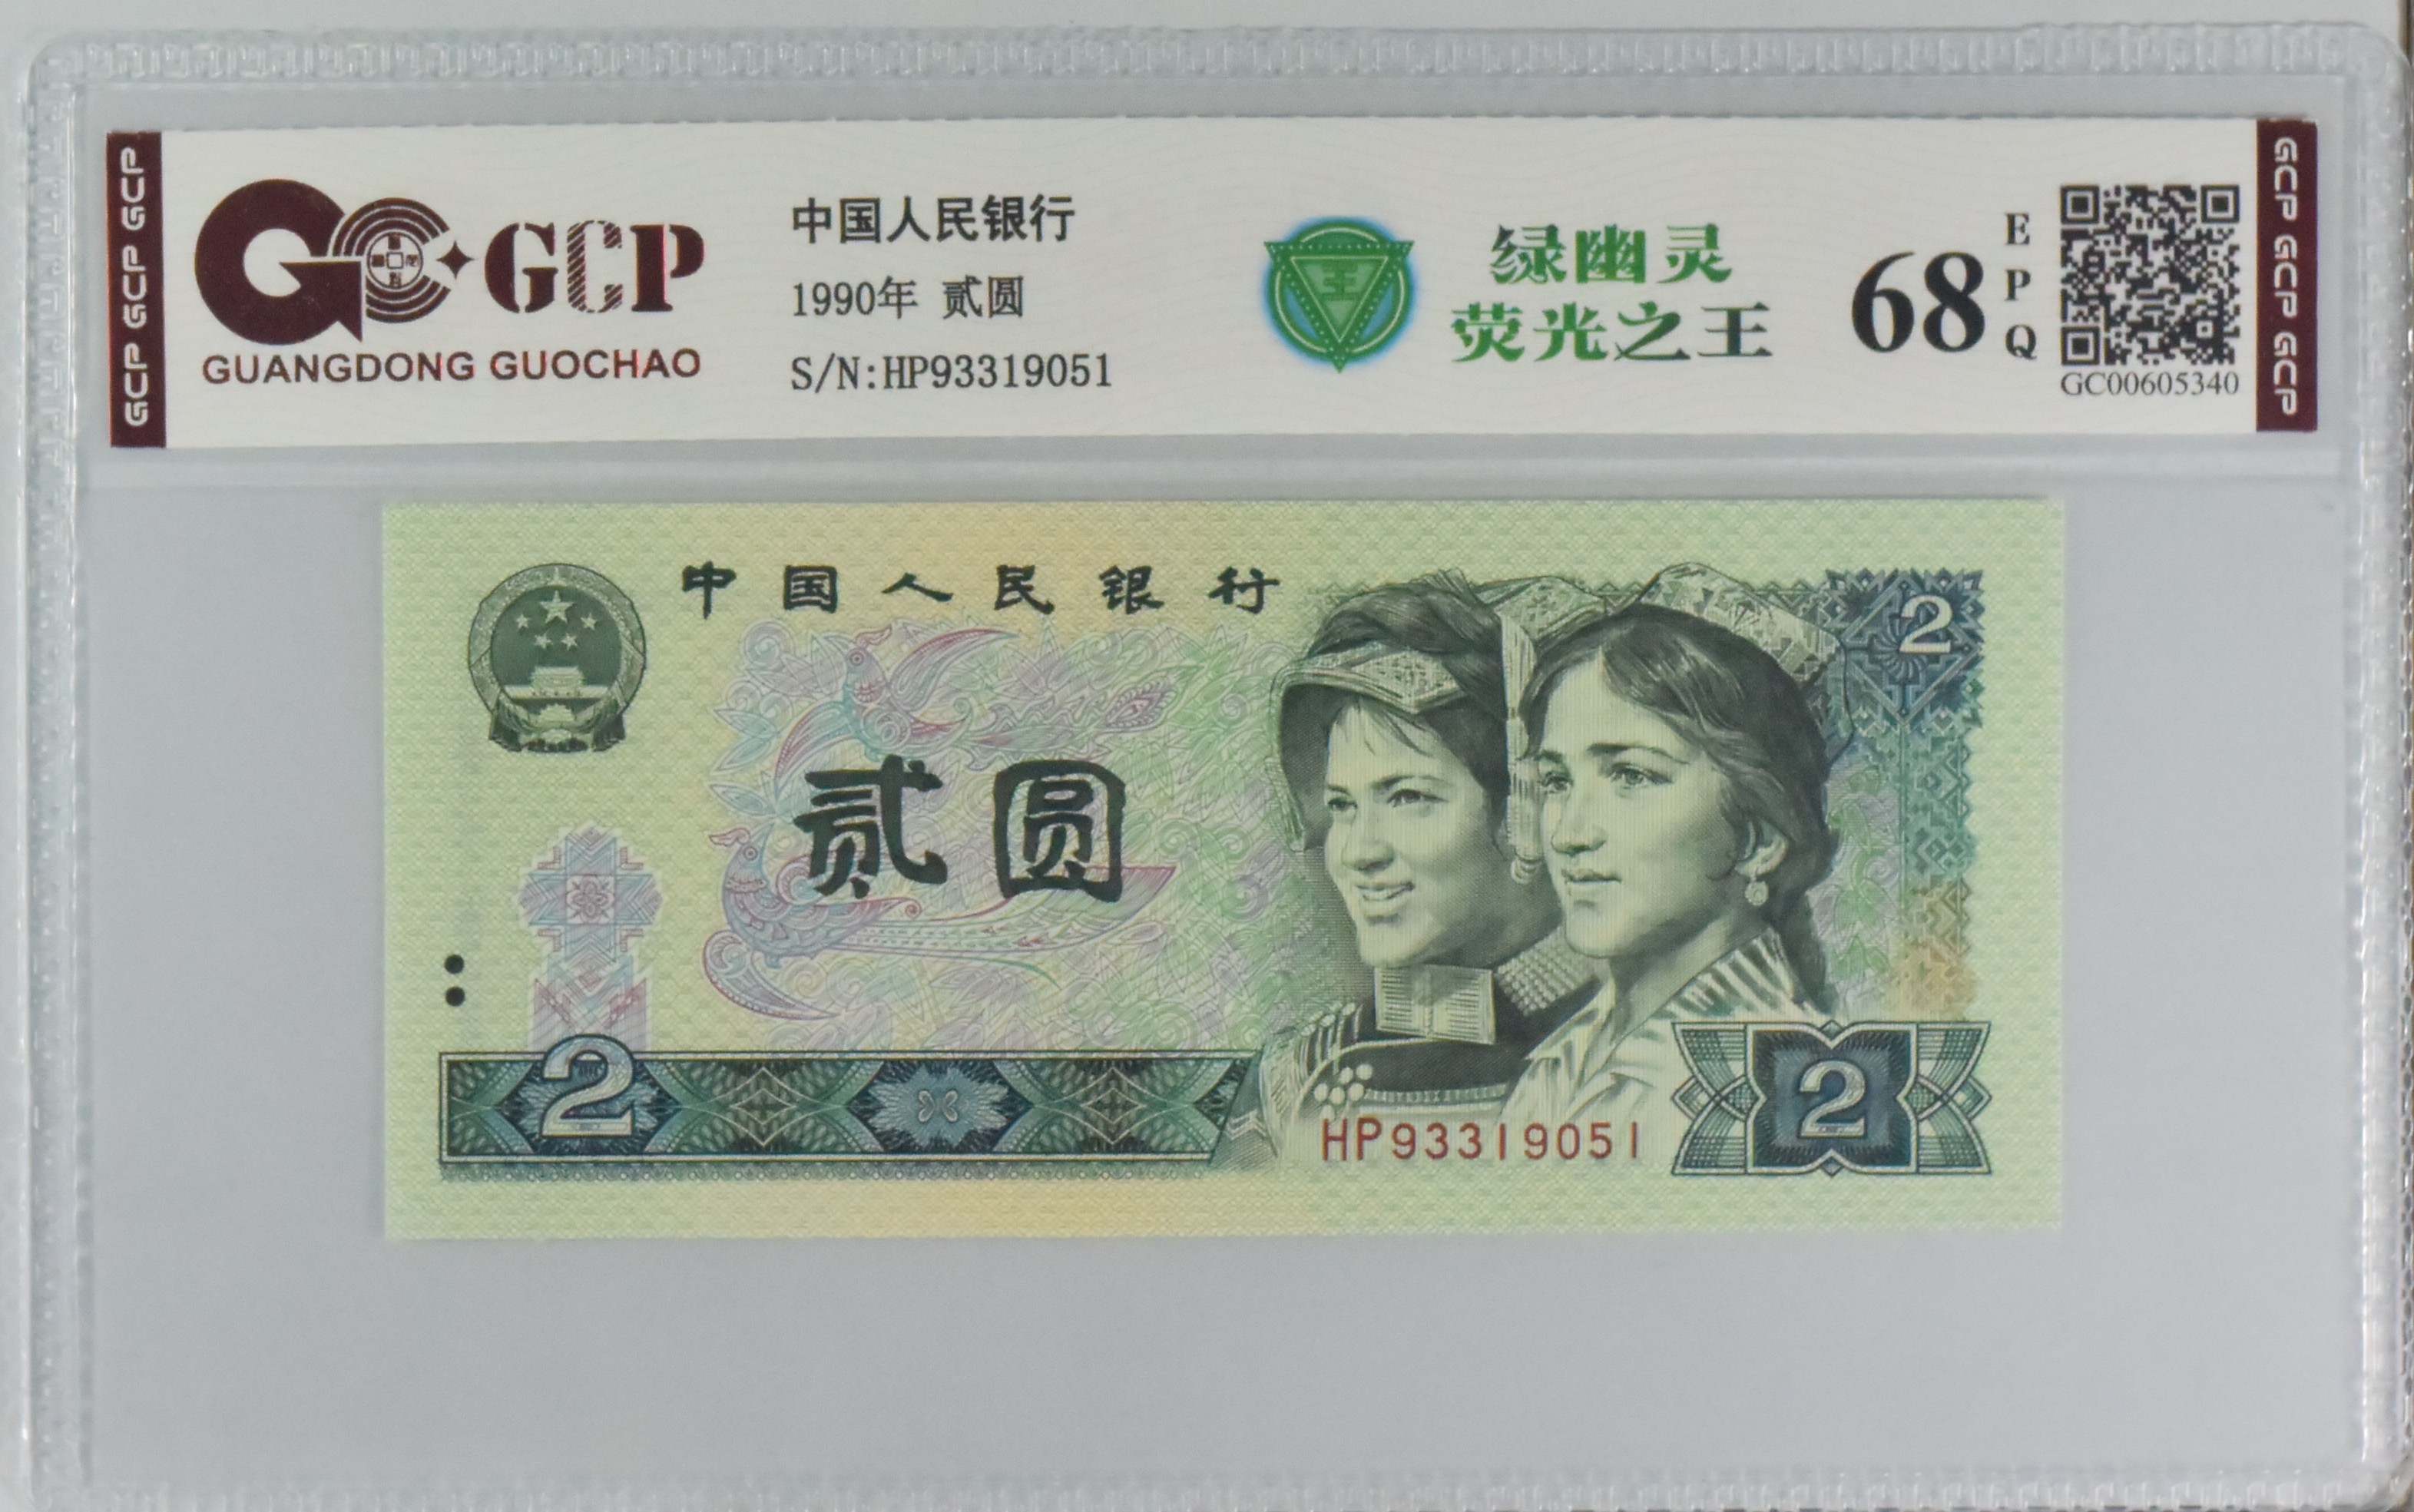 GCP GCP GCP
GCP
GUANGDONG GUOCHAO
中国人民银行
1990年 贰圆
S/N:HP93319051
王
绿幽灵
荧光之王
68
EPQ
GC00605340
GCP GCP GCP
中国人民银行
2
贰圆
2
HP93319051
2